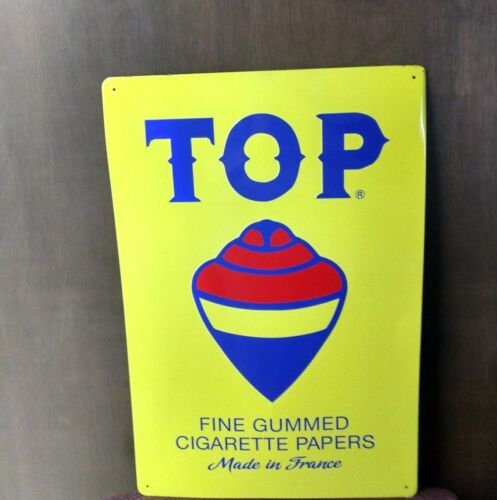 TOP®
FINE GUMMED
CIGARETTE PAPERS
Made in France